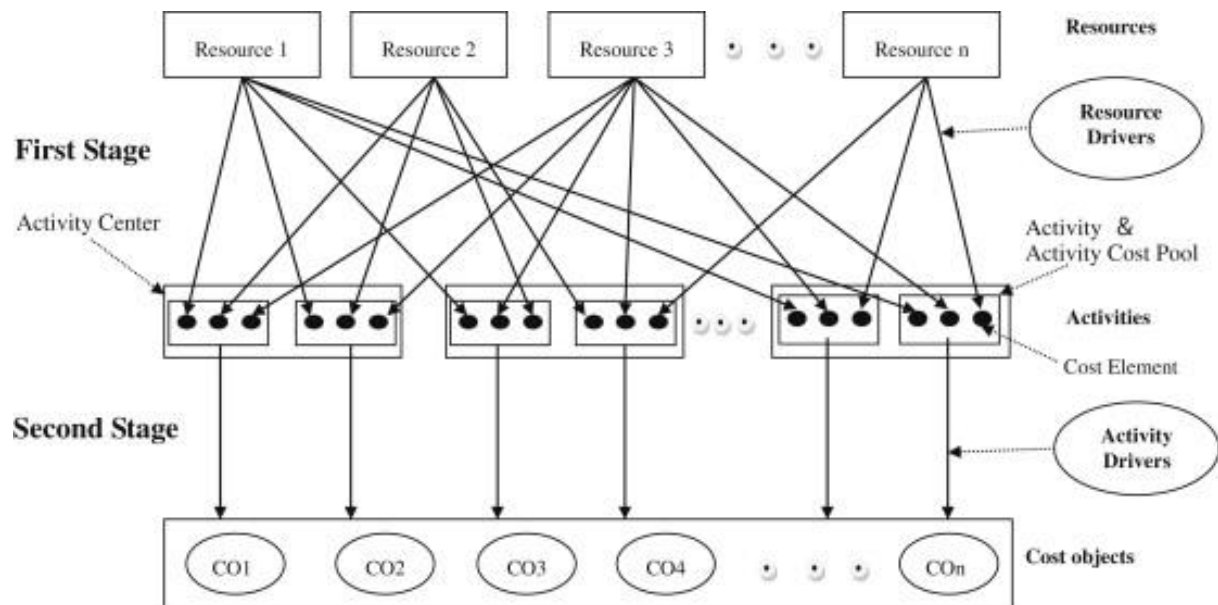 Resource 1
Resource 2
Resource 3
Resource n
Resources
Resource
Drivers
First Stage
Activity Center
Activity &
Activity Cost Pool
Activities
Cost Element
Second Stage
Activity
Drivers
CO1
CO2
CO3
CO4
COn
Cost objects